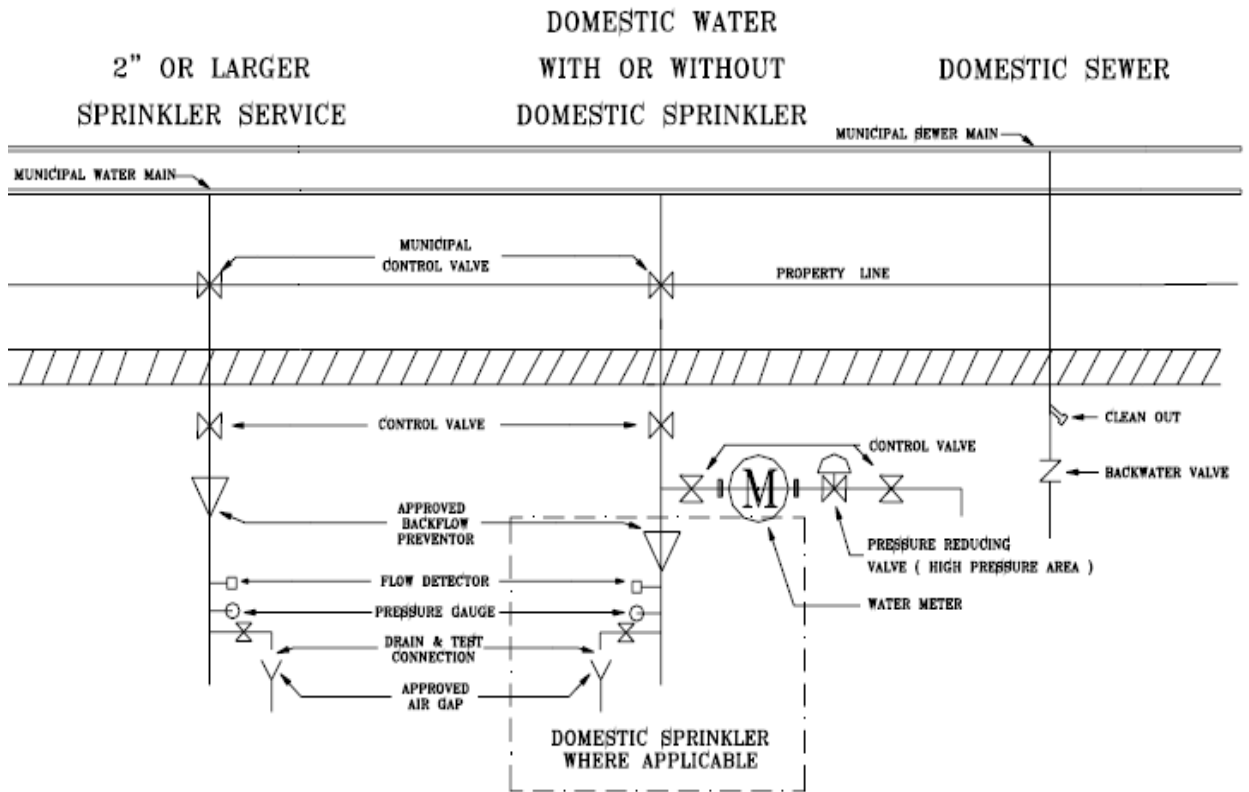 DOMESTIC WATER
WITH OR WITHOUT
DOMESTIC SPRINKLER
2" OR LARGER
SPRINKLER SERVICE
DOMESTIC SEWER
MUNICIPAL SEWER MAIN
MUNICIPAL WATER MAIN
MUNICIPAL
CONTROL VALVE
PROPERTY LINE
CONTROL VALVE
CLEAN OUT
CONTROL VALVE
BACKWATER VALVE
M
APPROVED
BACKFLOW
PREVENTOR
PRESSURE REDUCING
VALVE ( HIGH PRESSURE AREA )
FLOW DETECTOR
PRESSURE GAUGE
WATER METER
DRAIN & TEST
CONNECTION
APPROVED
AIR GAP
DOMESTIC SPRINKLER
WHERE APPLICABLE